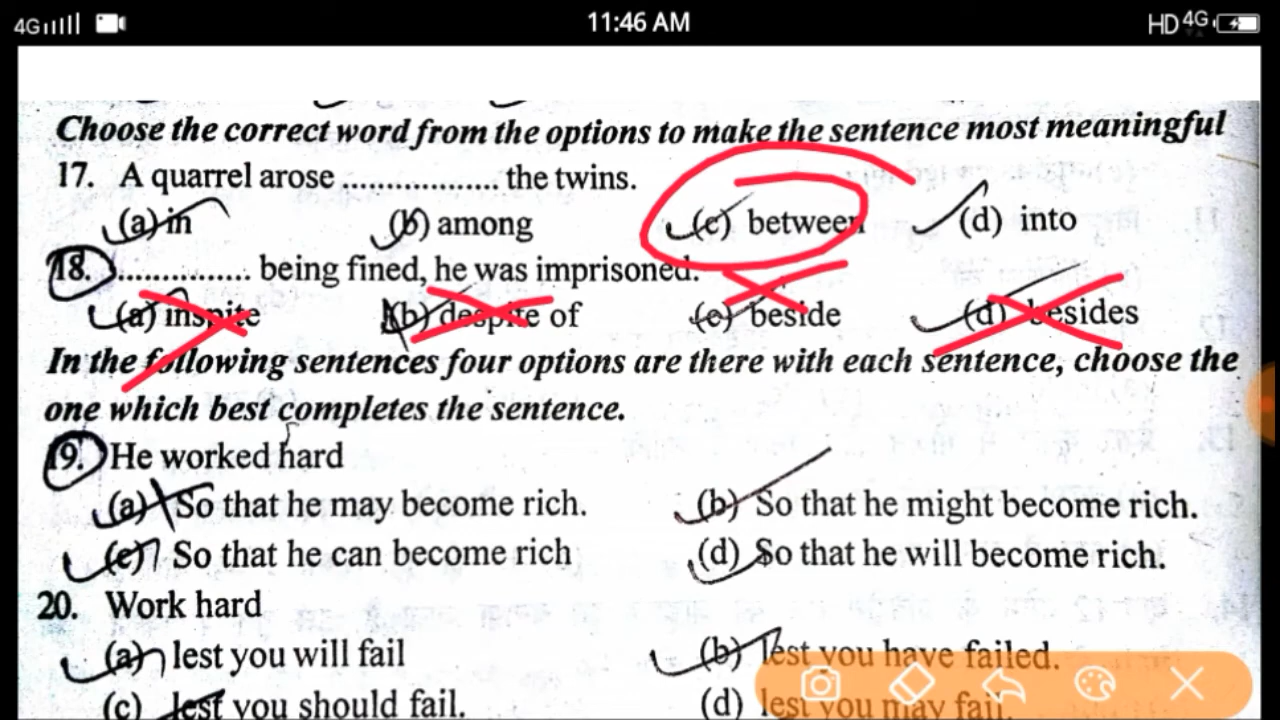 4G 11:46 AM HD 4G
Choose the correct word from the options to make the sentence most meaningful
17. A quarrel arose .................. the twins.
(a) in (b) among (c) between (d) into
18. ............... being fined, he was imprisoned.
(a) inspite (b) despite of (c) beside (d) besides
In the following sentences four options are there with each sentence, choose the
one which best completes the sentence.
19. He worked hard
(a) So that he may become rich. (b) So that he might become rich.
(c) So that he can become rich (d) So that he will become rich.
20. Work hard
(a) lest you will fail (b) lest you have failed.
(c) lest you should fail. (d) lest you may fail.